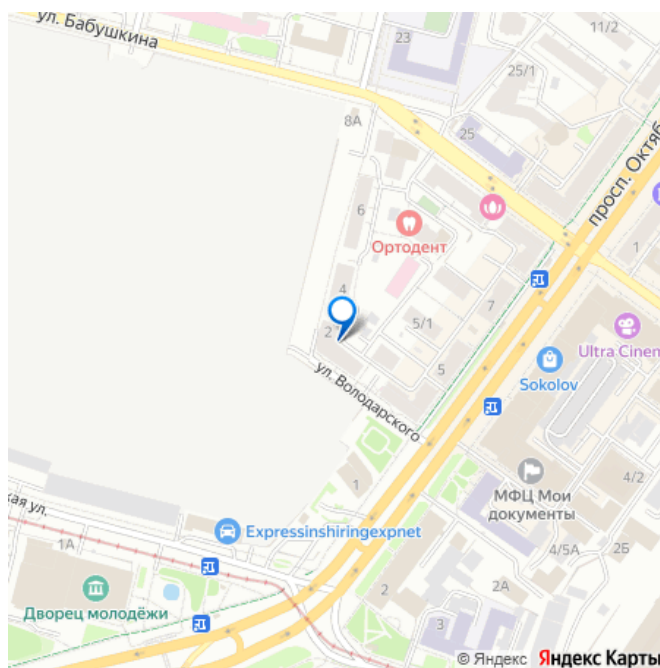 ул. Бабушкина
23
11/2
25/1
8А
25
просп. Октяб
6
Ортодент
1
4
7
2
5/1
Ultra Cinem
5
Sokolov
ул. Володарского
МФЦ Мои
документы
4/2
1
кая ул.
Expressinshiringexpnet
4/5А
2Б
1А
2А
2
Дворец молодёжи
3
© Яндекс Яндекс Карты